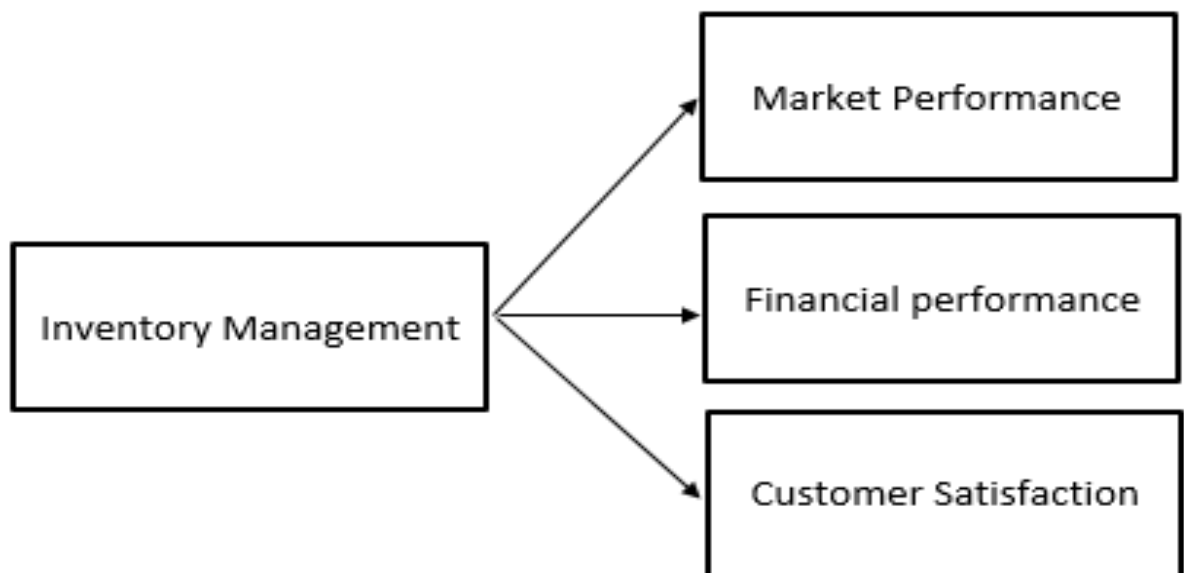 Market Performance
Inventory Management
Financial performance
Customer Satisfaction